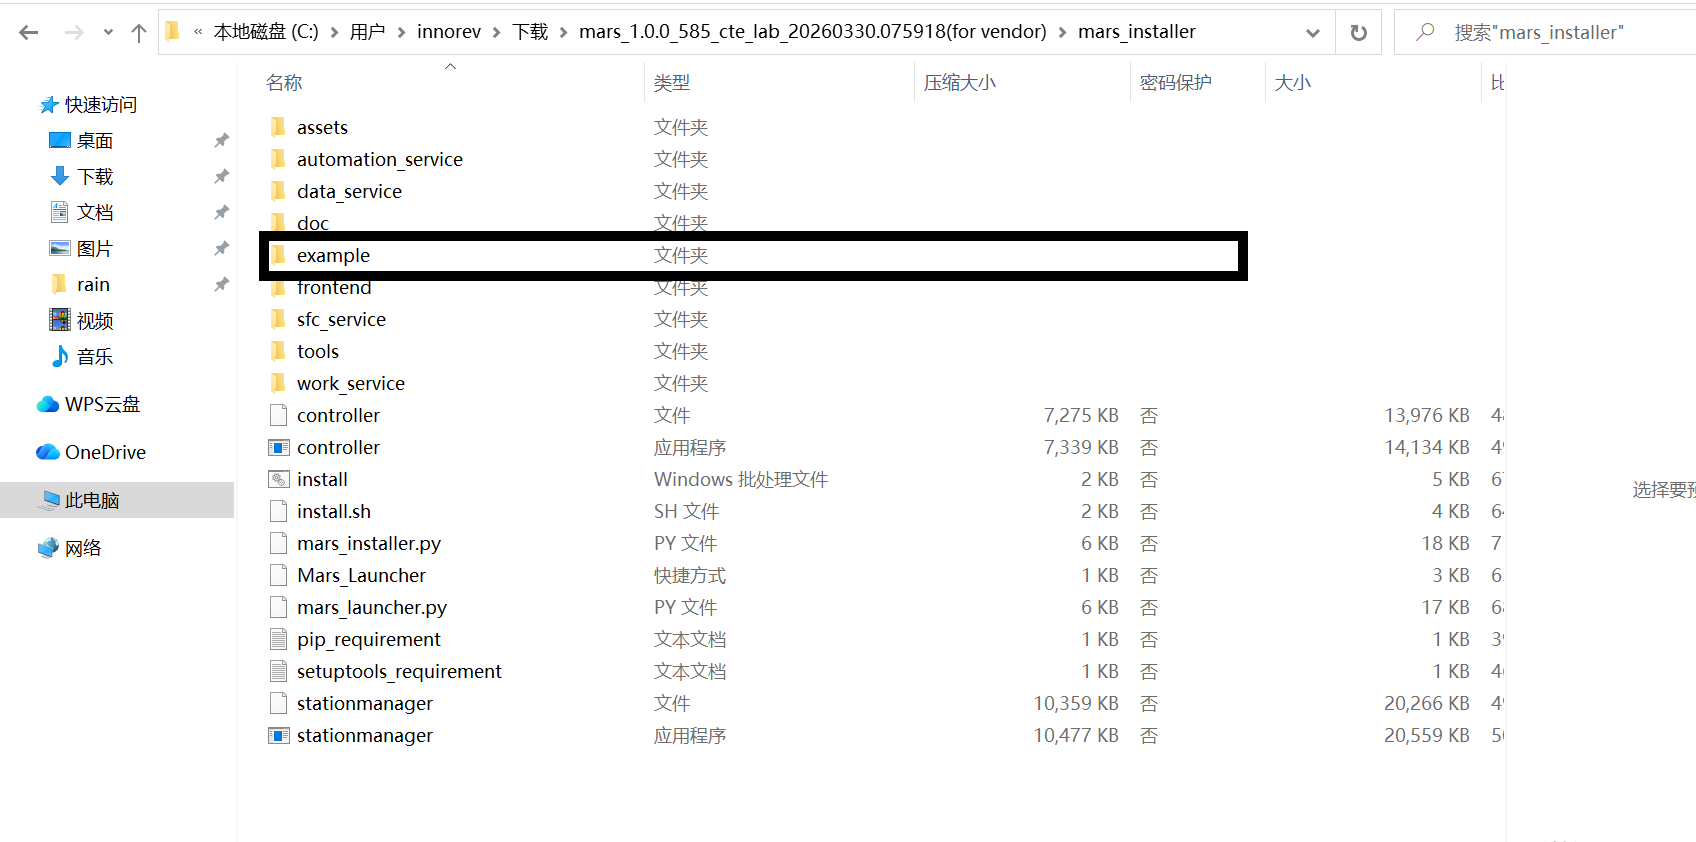 « 本地磁盘 (C:) > 用户 > innorev > 下载 > mars_1.0.0_585_cte_lab_20260330.075918(for vendor) > mars_installer
搜索"mars_installer"
快速访问
桌面
下载
文档
图片
rain
视频
音乐
WPS云盘
OneDrive
此电脑
网络
名称 类型 压缩大小 密码保护 大小 比
assets 文件夹
automation_service 文件夹
data_service 文件夹
doc 文件夹
example 文件夹
frontend 文件夹
sfc_service 文件夹
tools 文件夹
work_service 文件夹
controller 文件 7,275 KB 否 13,976 KB
controller 应用程序 7,339 KB 否 14,134 KB
install Windows 批处理文件 2 KB 否 5 KB
install.sh SH 文件 2 KB 否 4 KB
mars_installer.py PY 文件 6 KB 否 18 KB
Mars_Launcher 快捷方式 1 KB 否 3 KB
mars_launcher.py PY 文件 6 KB 否 17 KB
pip_requirement 文本文档 1 KB 否 1 KB
setuptools_requirement 文本文档 1 KB 否 1 KB
stationmanager 文件 10,359 KB 否 20,266 KB
stationmanager 应用程序 10,477 KB 否 20,559 KB
选择要预